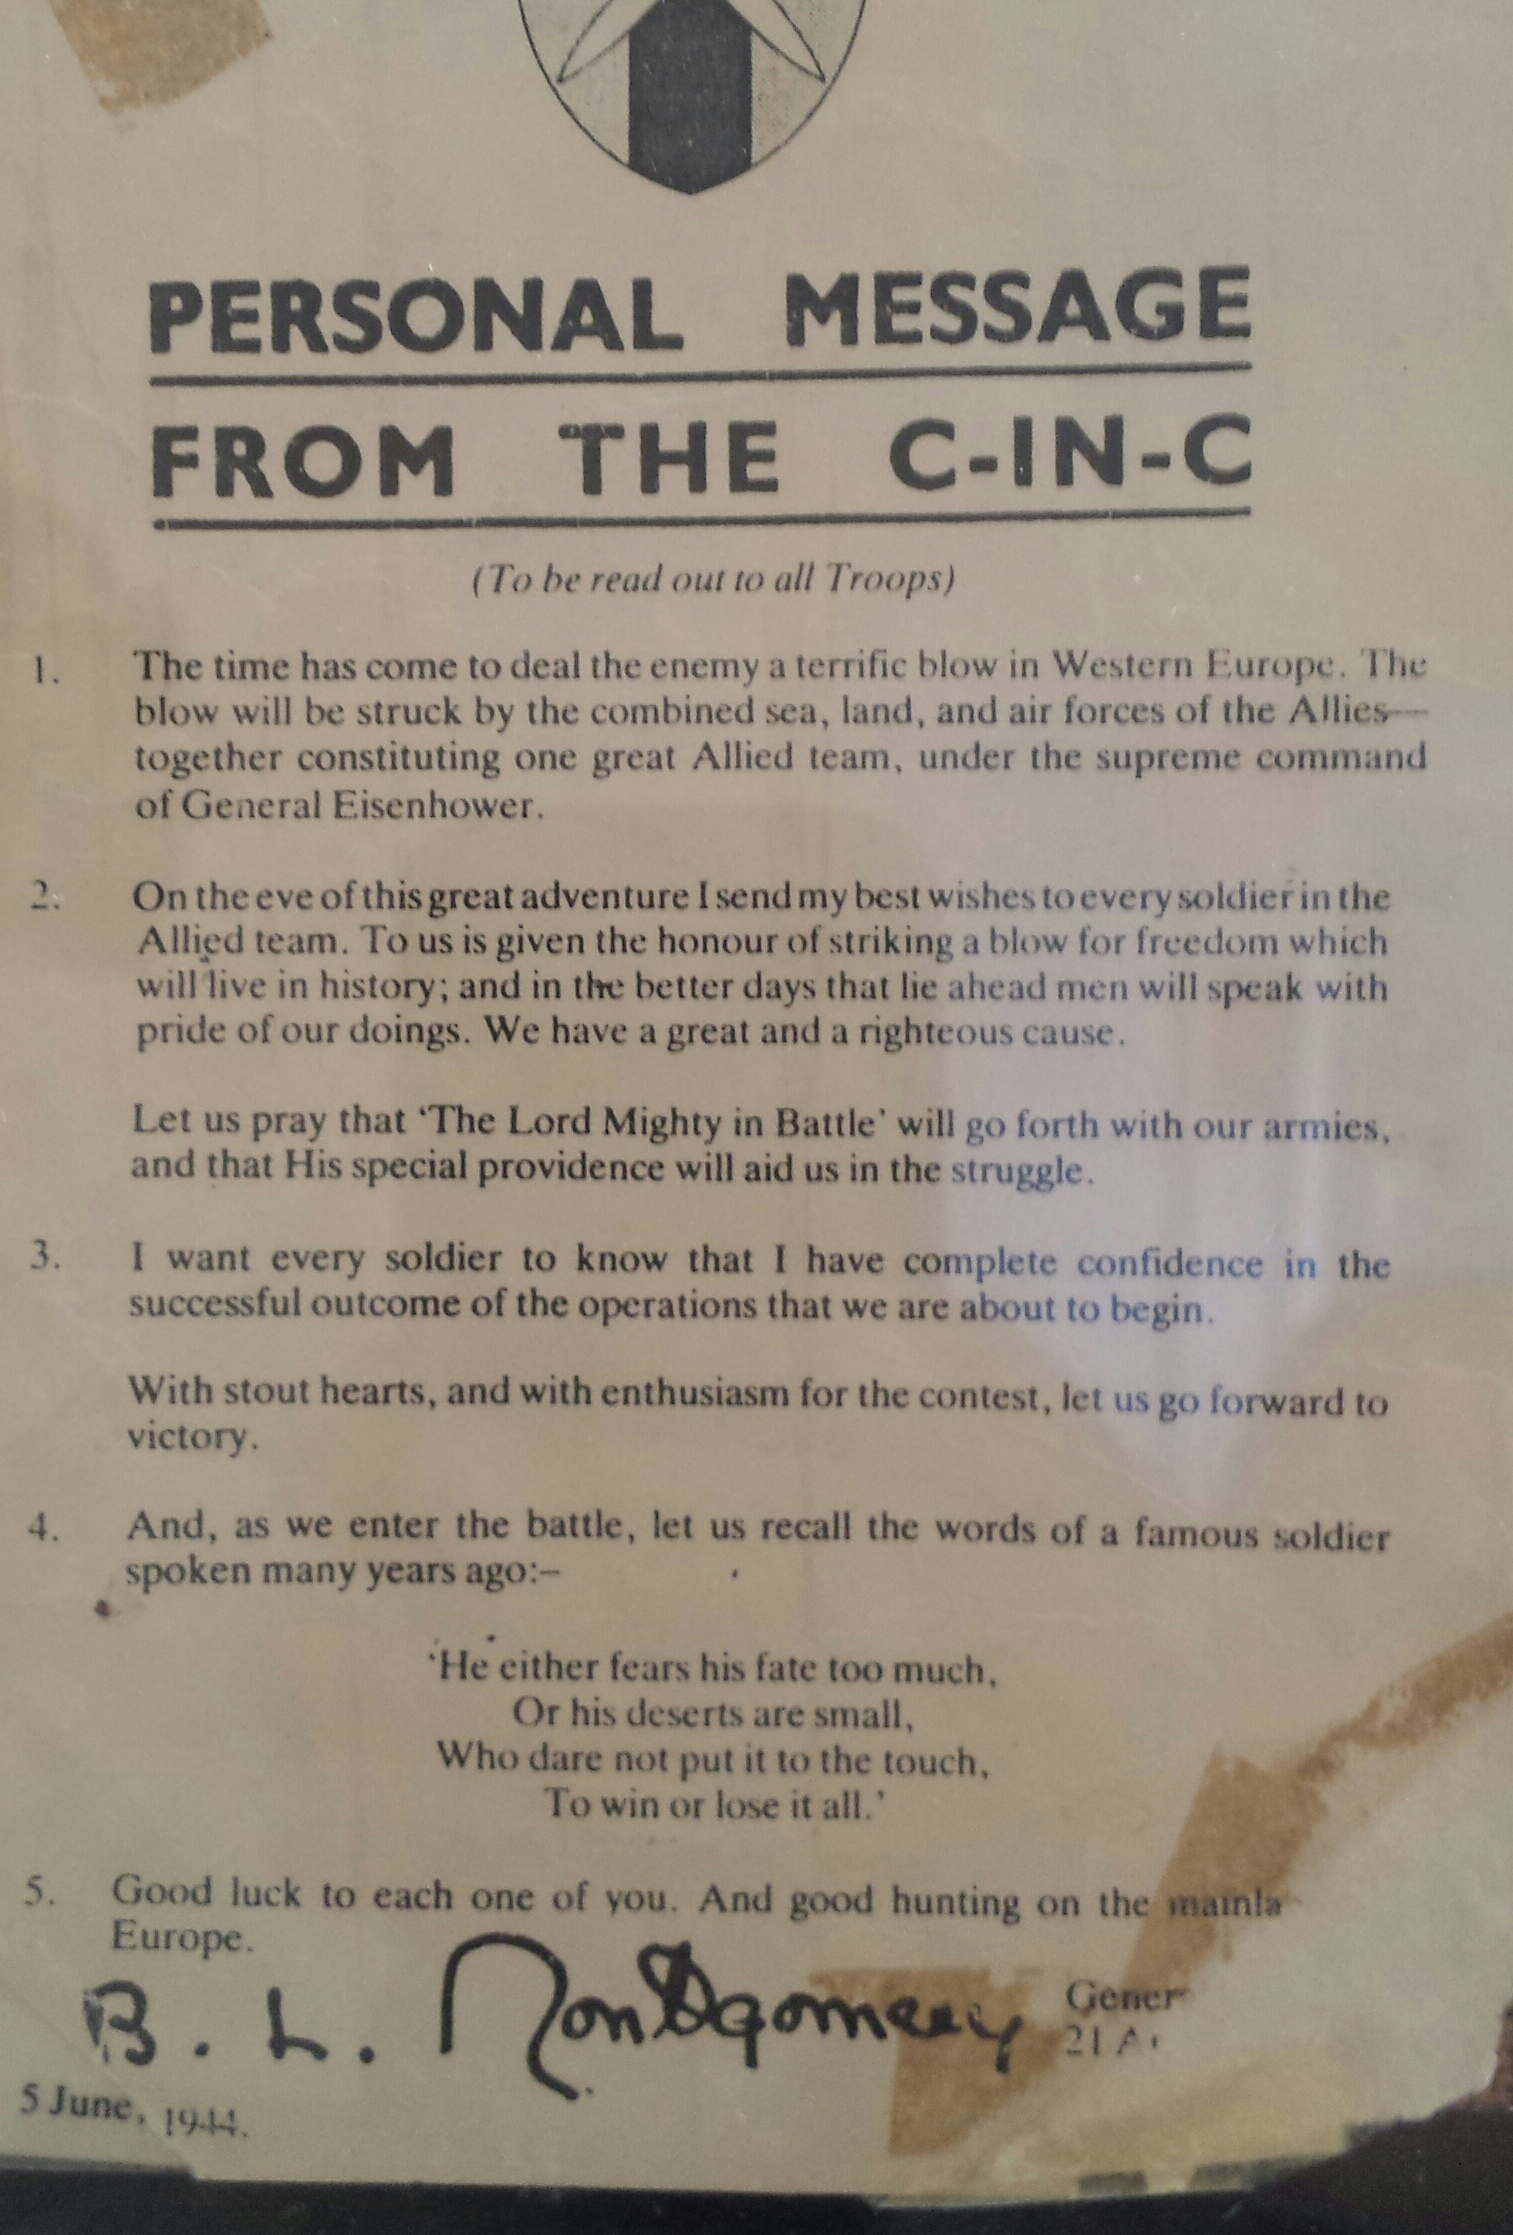 PERSONAL MESSAGE
FROM THE C-IN-C
(To be read out to all Troops)
1. The time has come to deal the enemy a terrific blow in Western Europe. The
blow will be struck by the combined sea, land, and air forces of the Allies—
together constituting one great Allied team, under the supreme command
of General Eisenhower.
2. On the eve of this great adventure I send my best wishes to every soldier in the
Allied team. To us is given the honour of striking a blow for freedom which
will live in history; and in the better days that lie ahead men will speak with
pride of our doings. We have a great and a righteous cause.
Let us pray that ‘The Lord Mighty in Battle’ will go forth with our armies,
and that His special providence will aid us in the struggle.
3. I want every soldier to know that I have complete confidence in the
successful outcome of the operations that we are about to begin.
With stout hearts, and with enthusiasm for the contest, let us go forward to
victory.
4. And, as we enter the battle, let us recall the words of a famous soldier
spoken many years ago:–
‘He either fears his fate too much,
Or his deserts are small,
Who dare not put it to the touch,
To win or lose it all.’
5. Good luck to each one of you. And good hunting on the mainla
Europe.
B. L. Montgomery
Gener
21 A
5 June, 1944.